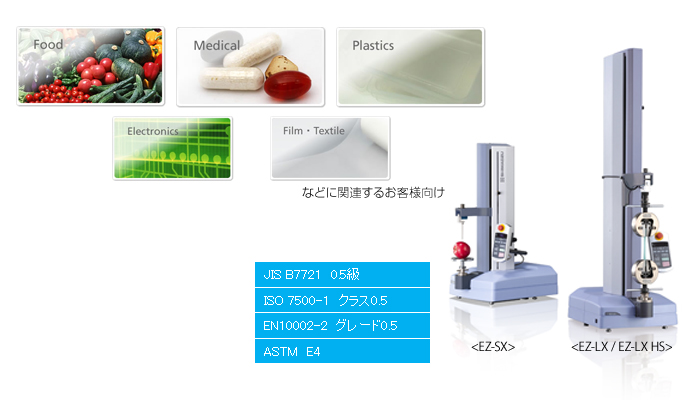 Food
Medical
Plastics
Electronics
Film・Textile
などに関連するお客様向け
JIS B7721 0.5級
ISO 7500-1 クラス0.5
EN10002-2 グレード0.5
ASTM E4
<EZ-SX>
<EZ-LX / EZ-LX HS>